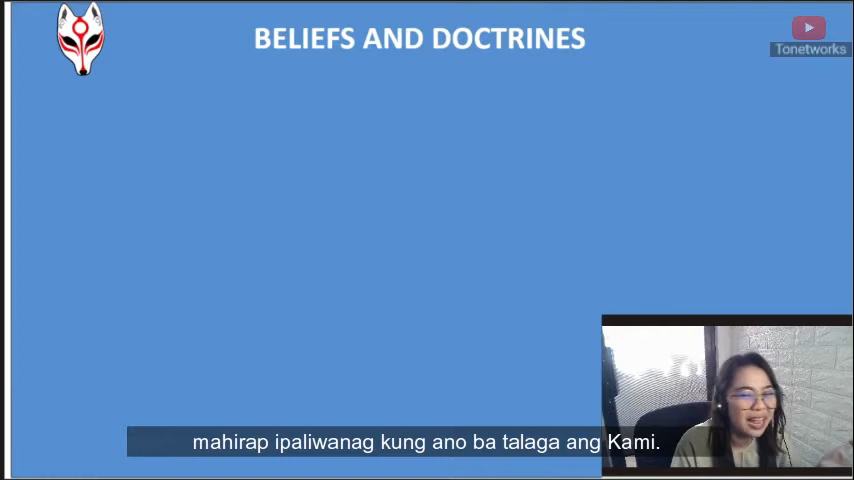 BELIEFS AND DOCTRINES
Tonetworks
mahirap ipaliwanag kung ano ba talaga ang Kami.